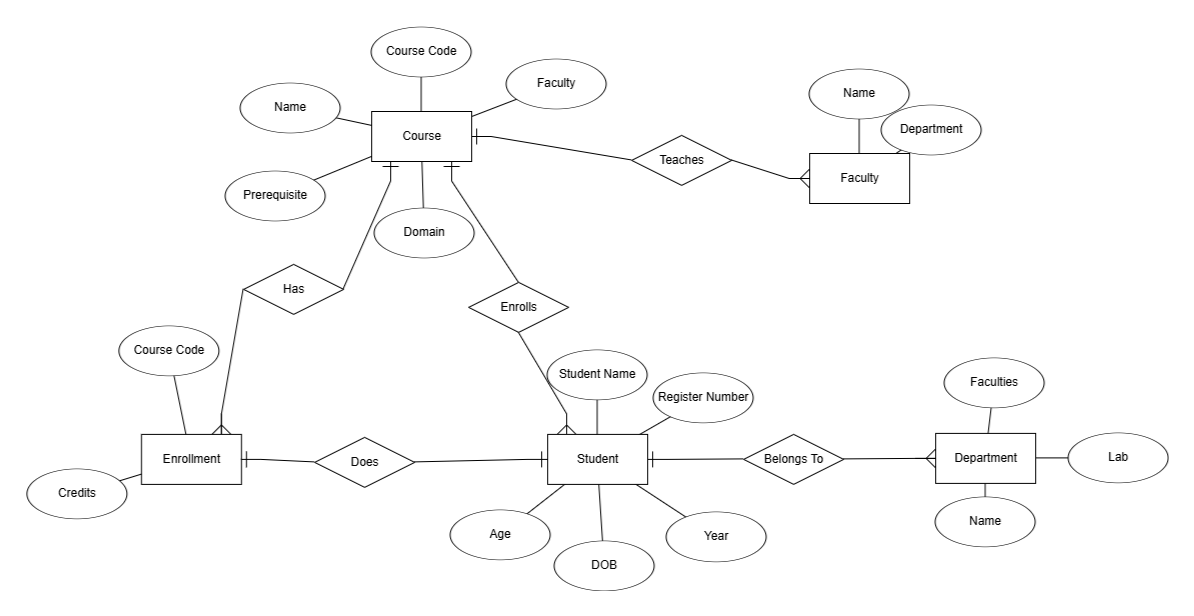 Course Code
Faculty
Name
Name
Department
Course
Teaches
Faculty
Prerequisite
Domain
Has
Enrolls
Course Code
Student Name
Register Number
Faculties
Enrollment
Does
Student
Belongs To
Department
Lab
Credits
Name
Age
Year
DOB